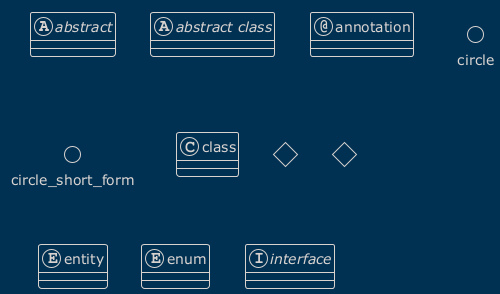 A abstract
A abstract class
@ annotation
circle
circle_short_form
C class
E entity
E enum
I interface